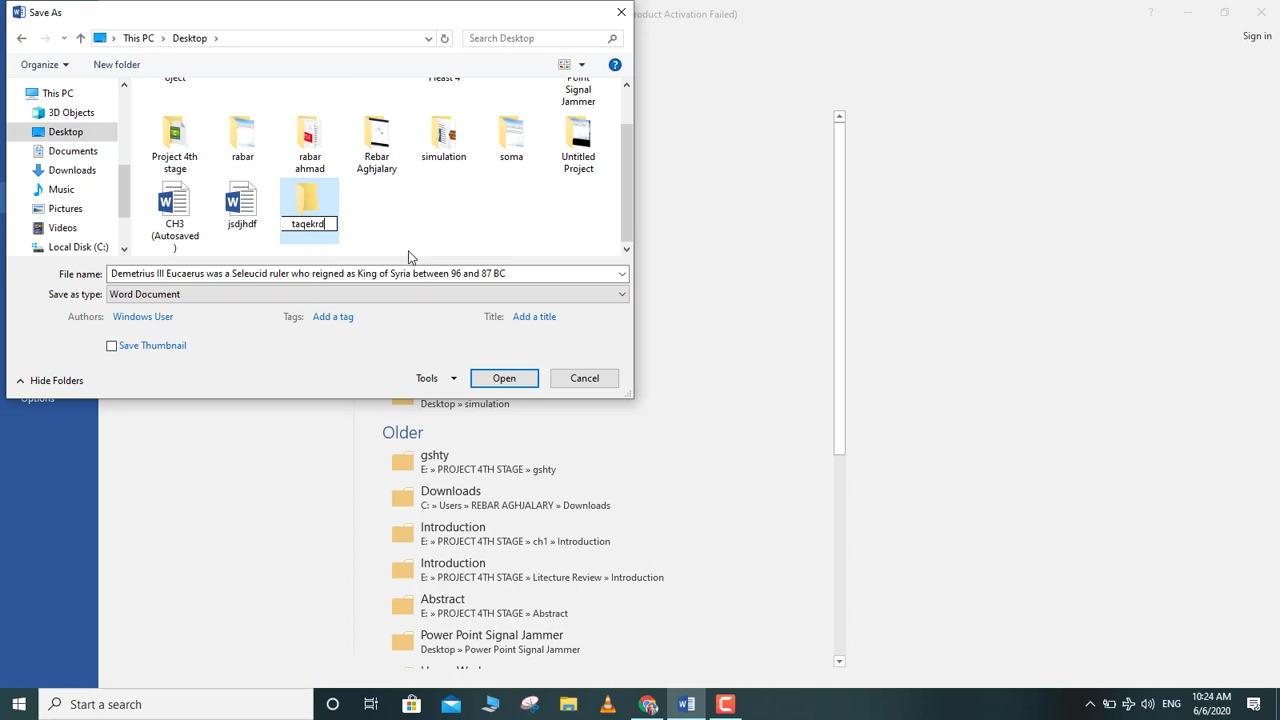 Save As
roduct Activation Failed)
Sign in
This PC
Desktop
Search Desktop
Organize
New folder
This PC
3D Objects
Desktop
Documents
Downloads
Music
Pictures
Videos
Local Disk (C:)
oject
Point
Signal
Jammer
Project 4th
stage
rabar
rabar
ahmad
Rebar
Aghjalary
simulation
soma
Untitled
Project
CH3
(Autosaved
)
jsdjhdf
taqekrd
File name:
Demetrius III Eucaerus was a Seleucid ruler who reigned as King of Syria between 96 and 87 BC
Save as type:
Word Document
Authors:
Windows User
Tags:
Add a tag
Title:
Add a title
Save Thumbnail
Hide Folders
Tools
Open
Cancel
Options
Desktop » simulation
Older
gshty
E: » PROJECT 4TH STAGE » gshty
Downloads
C: » Users » REBAR AGHJALARY » Downloads
Introduction
E: » PROJECT 4TH STAGE » ch1 » Introduction
Introduction
E: » PROJECT 4TH STAGE » Litecture Review » Introduction
Abstract
E: » PROJECT 4TH STAGE » Abstract
Power Point Signal Jammer
Desktop » Power Point Signal Jammer
Start a search
ENG
10:24 AM
6/6/2020